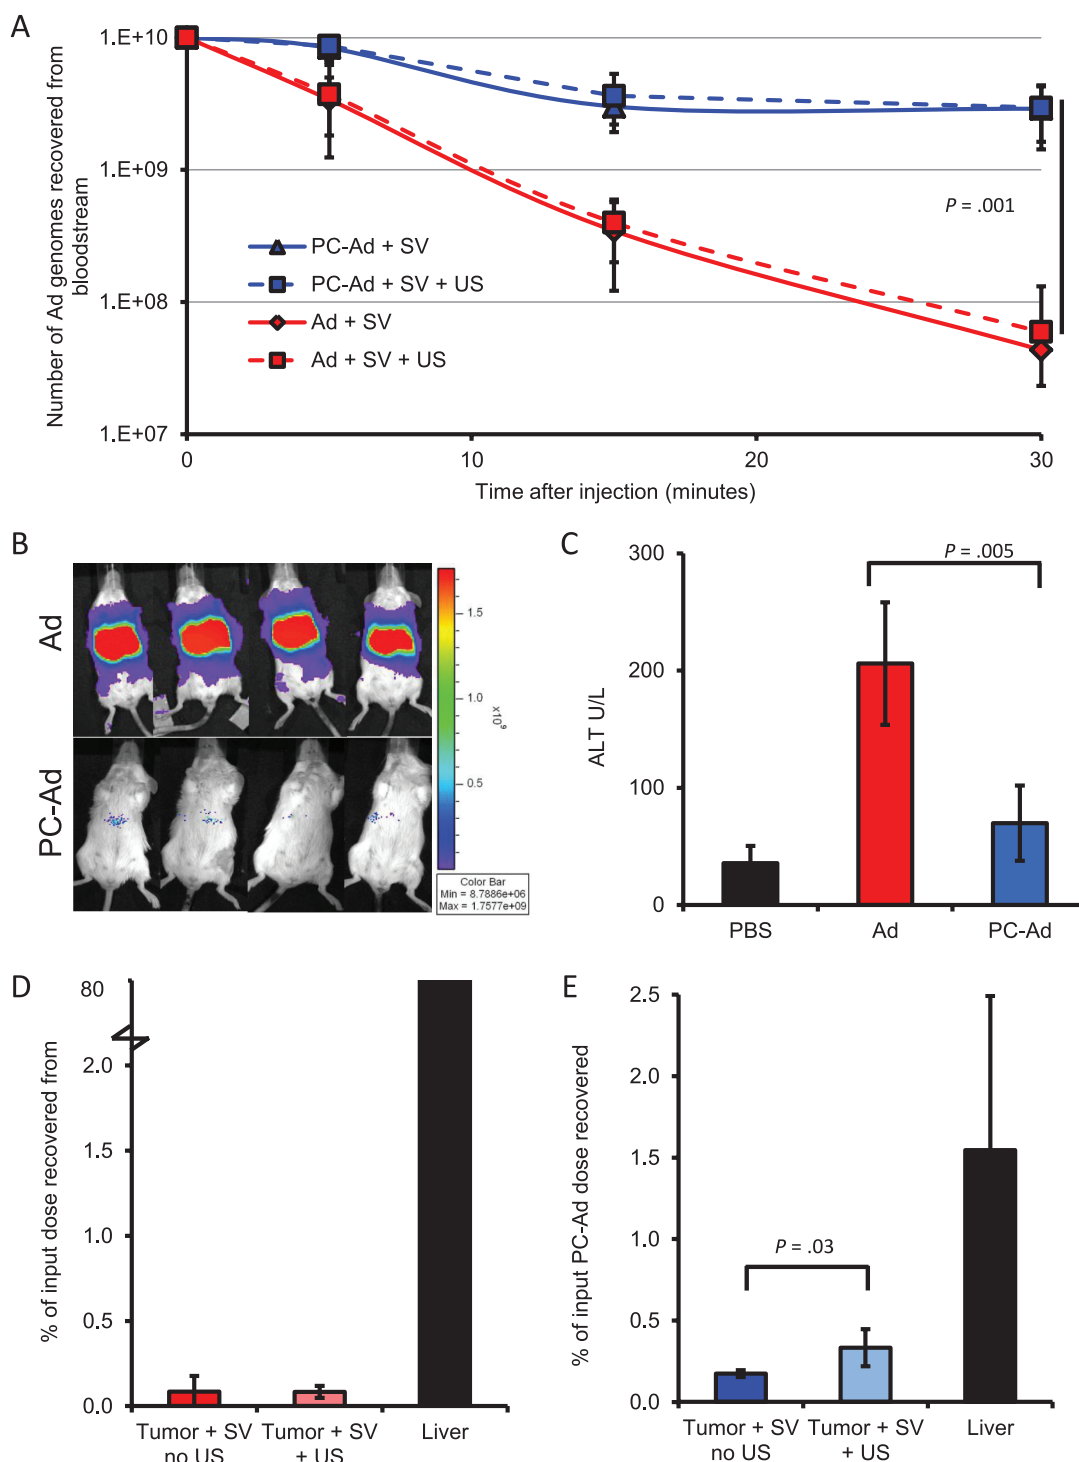 A
Number of Ad genomes recovered from
bloodstream
1.E+10
1.E+09
1.E+08
1.E+07
PC-Ad + SV
PC-Ad + SV + US
Ad + SV
Ad + SV + US
P = .001
0
10
20
30
Time after injection (minutes)
B
Ad
PC-Ad
1.5
1.0
x10⁹
0.5
Color Bar
Min = 8.7886e+06
Max = 1.7577e+09
C
ALT U/L
300
200
100
0
P = .005
PBS
Ad
PC-Ad
D
% of input dose recovered from
80
2.0
1.5
1.0
0.5
0.0
Tumor + SV
no US
Tumor + SV
+ US
Liver
E
% of input PC-Ad dose recovered
2.5
2.0
1.5
1.0
0.5
0.0
P = .03
Tumor + SV
no US
Tumor + SV
+ US
Liver